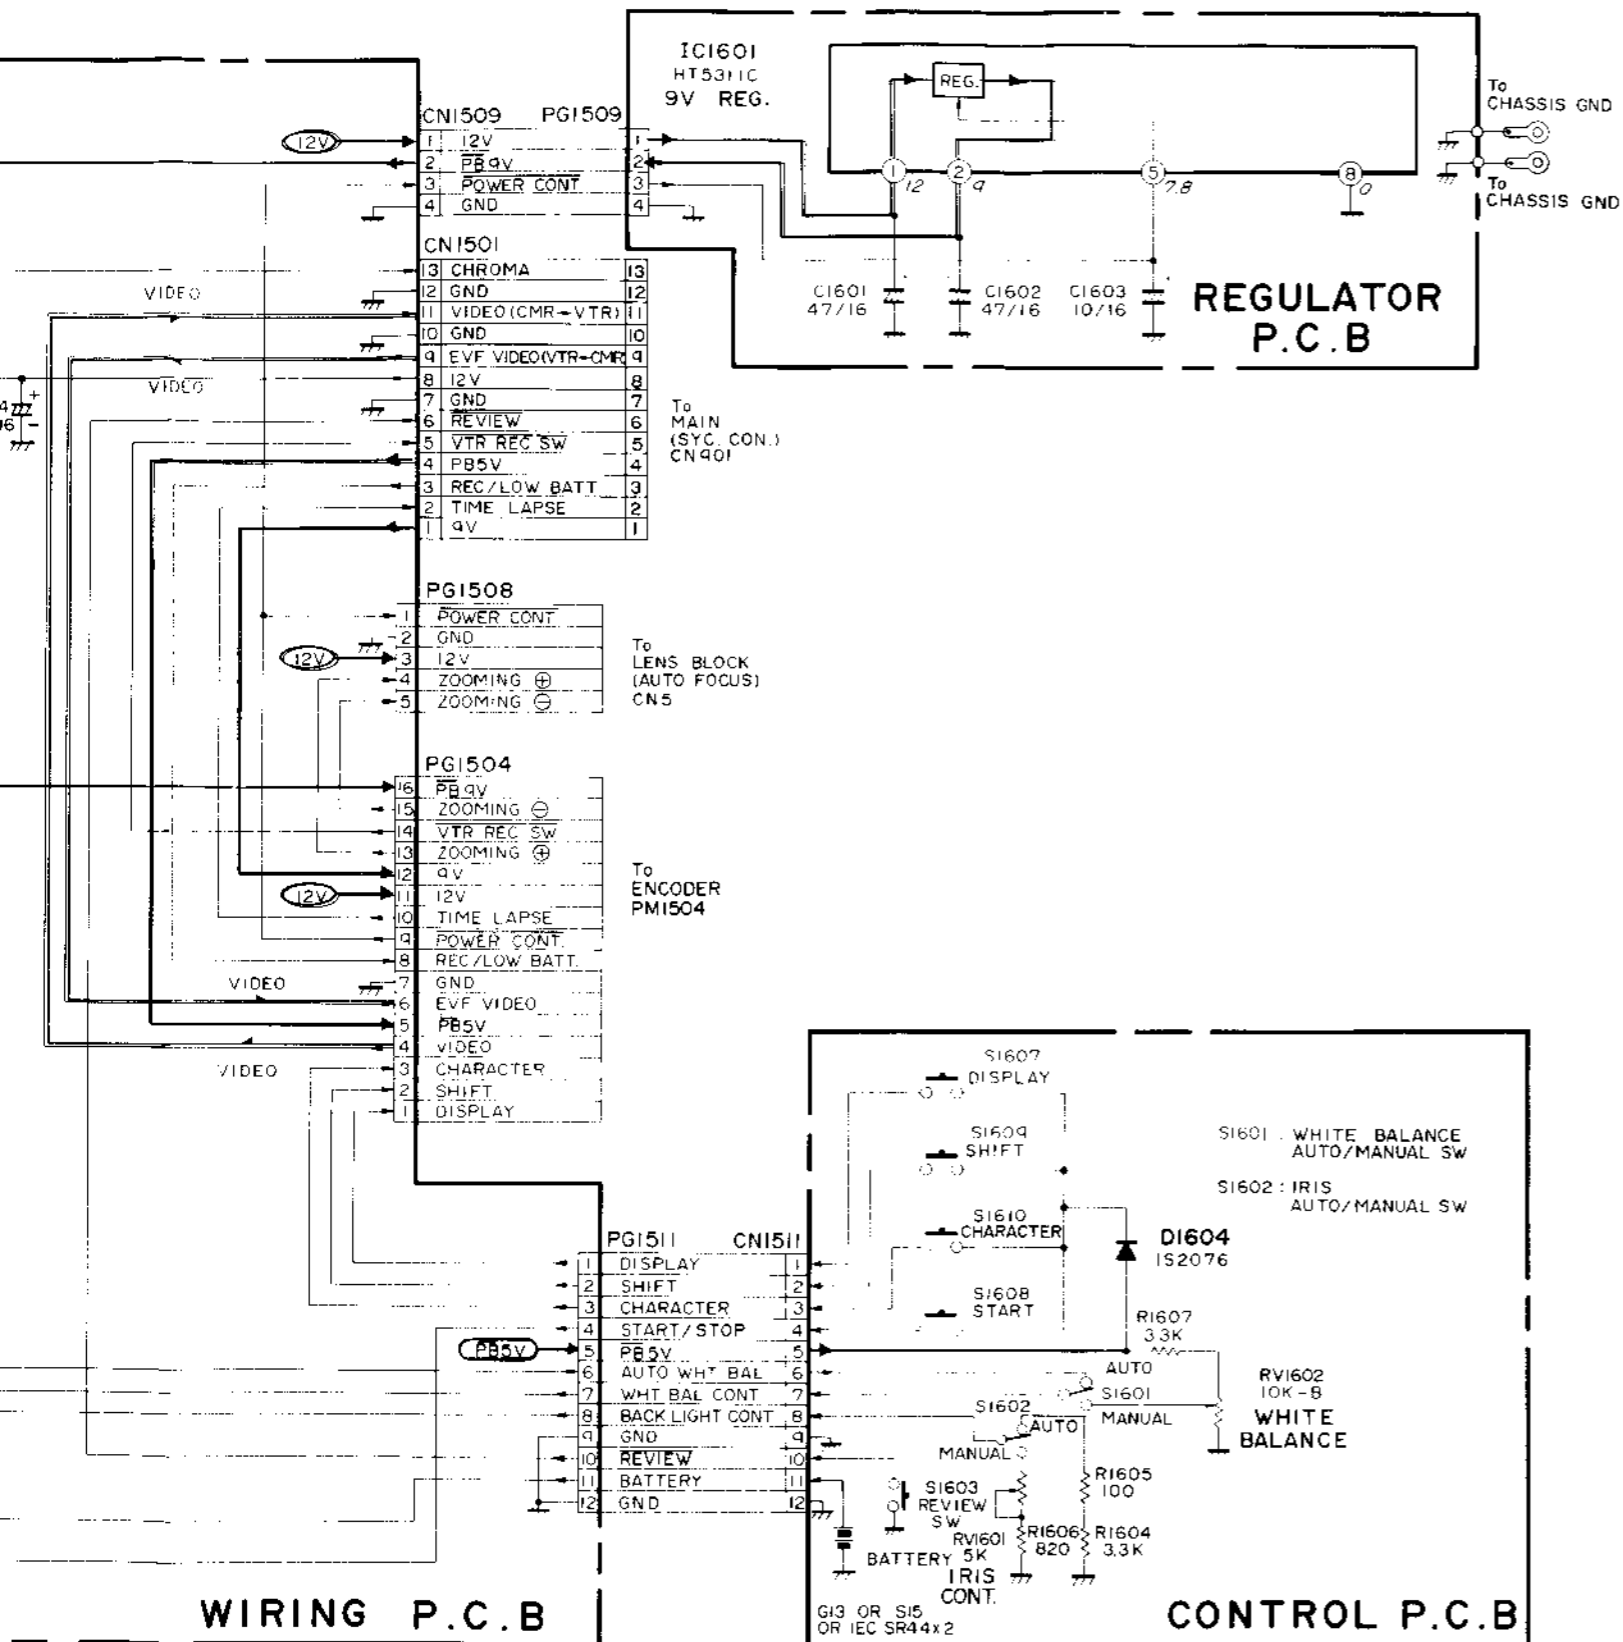 IC1601
HT5311C
9V REG.
REG.
1 12
2 9
5 7.8
8 0
To
CHASSIS GND
To
CHASSIS GND
C1601
47/16
C1602
47/16
C1603
10/16
REGULATOR
P.C.B
CN1509 PG1509
12V
1 12V 1
2 PB9V 2
3 POWER CONT 3
4 GND 4
CN1501
13 CHROMA 13
12 GND 12
11 VIDEO (CMR-VTR) 11
10 GND 10
9 EVF VIDEO(VTR-CMR 9
8 12V 8
7 GND 7
6 REVIEW 6
5 VTR REC SW 5
4 PB5V 4
3 REC/LOW BATT 3
2 TIME LAPSE 2
1 9V 1
VIDEO
VIDEO
To
MAIN
(SYC. CON.)
CN901
PG1508
1 POWER CONT
2 GND
12V
3 12V
4 ZOOMING ⊕
5 ZOOMING ⊖
To
LENS BLOCK
(AUTO FOCUS)
CN5
PG1504
16 PB9V
15 ZOOMING ⊖
14 VTR REC SW
13 ZOOMING ⊕
12 9V
12V
11 12V
10 TIME LAPSE
9 POWER CONT.
8 REC/LOW BATT.
7 GND
6 EVF VIDEO
5 PB5V
4 VIDEO
3 CHARACTER
2 SHIFT
1 DISPLAY
VIDEO
VIDEO
To
ENCODER
PM1504
PG1511 CN1511
1 DISPLAY 1
2 SHIFT 2
3 CHARACTER 3
4 START/STOP 4
PB5V
5 PB5V 5
6 AUTO WHT BAL 6
7 WHT BAL CONT 7
8 BACK LIGHT CONT 8
9 GND 9
10 REVIEW 10
11 BATTERY 11
12 GND 12
S1607
DISPLAY
S1609
SHIFT
S1610
CHARACTER
S1608
START
S1601 : WHITE BALANCE
AUTO/MANUAL SW
S1602 : IRIS
AUTO/MANUAL SW
D1604
1S2076
R1607
3.3K
AUTO
S1601
MANUAL
RV1602
10K-B
WHITE
BALANCE
S1602
AUTO
MANUAL
S1603
REVIEW
SW
R1605
100
R1606
820
R1604
3.3K
RV1601
5K
IRIS
CONT.
BATTERY
G13 OR S15
OR IEC SR44x2
WIRING P.C.B
CONTROL P.C.B